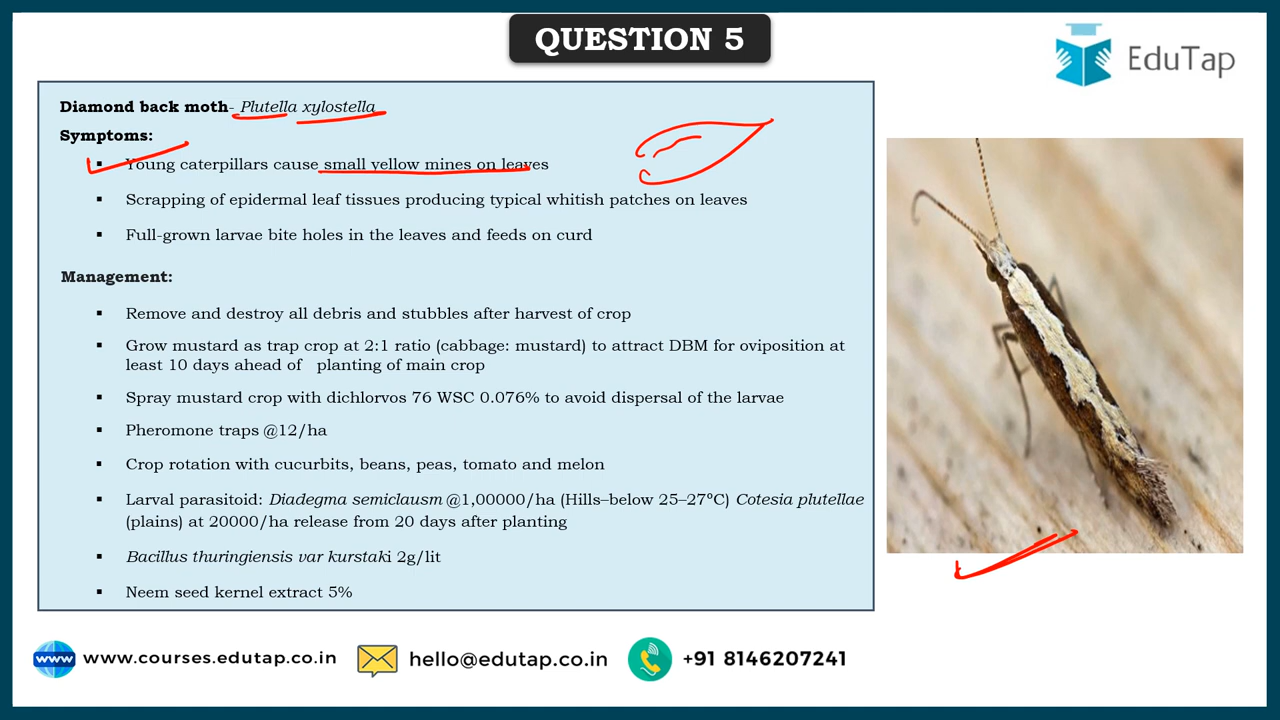 QUESTION 5
EduTap
Diamond back moth- Plutella xylostella
Symptoms:
▪ Young caterpillars cause small yellow mines on leaves
▪ Scrapping of epidermal leaf tissues producing typical whitish patches on leaves
▪ Full-grown larvae bite holes in the leaves and feeds on curd
Management:
▪ Remove and destroy all debris and stubbles after harvest of crop
▪ Grow mustard as trap crop at 2:1 ratio (cabbage: mustard) to attract DBM for oviposition at
least 10 days ahead of planting of main crop
▪ Spray mustard crop with dichlorvos 76 WSC 0.076% to avoid dispersal of the larvae
▪ Pheromone traps @12/ha
▪ Crop rotation with cucurbits, beans, peas, tomato and melon
▪ Larval parasitoid: Diadegma semiclausm @1,00000/ha (Hills–below 25–27°C) Cotesia plutellae
(plains) at 20000/ha release from 20 days after planting
▪ Bacillus thuringiensis var kurstaki 2g/lit
▪ Neem seed kernel extract 5%
www www.courses.edutap.co.in hello@edutap.co.in +91 8146207241